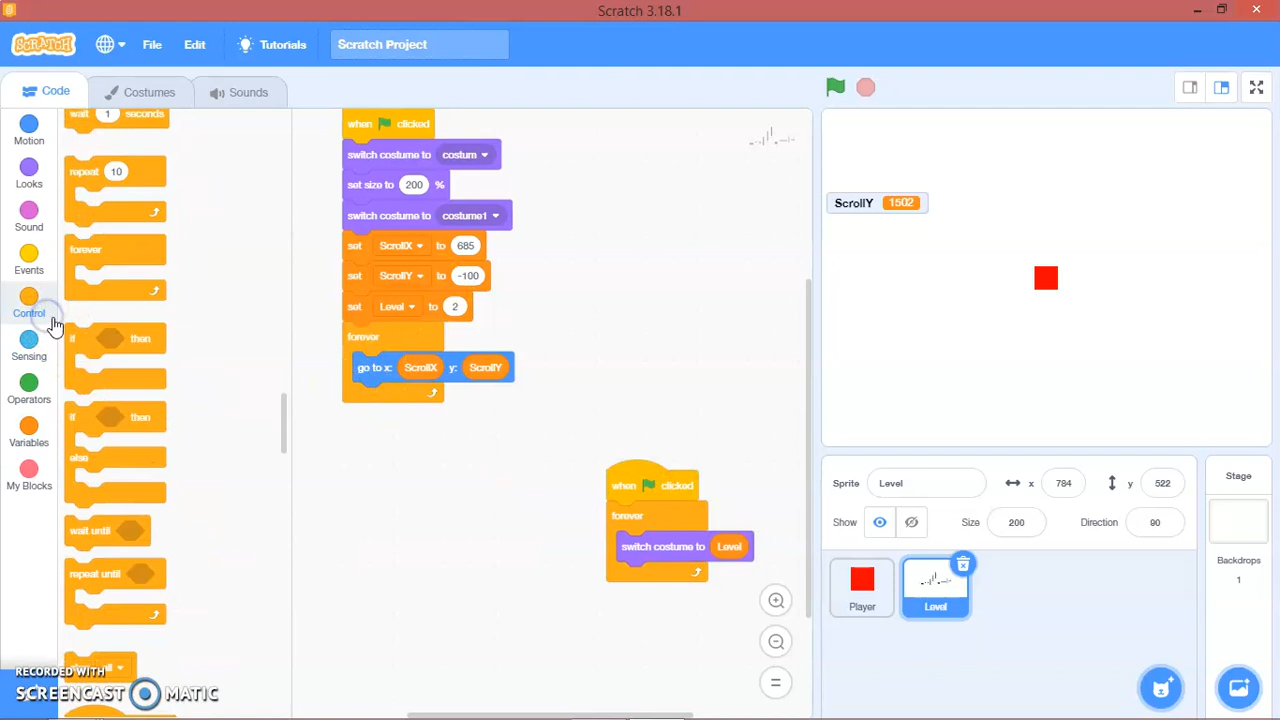 Scratch 3.18.1
SCRATCH
File
Edit
Tutorials
Scratch Project
Code
Costumes
Sounds
Motion
Looks
Sound
Events
Control
Sensing
Operators
Variables
My Blocks
wait 1 seconds
repeat 10
forever
if then
if then
else
wait until
repeat until
when clicked
switch costume to costum
set size to 200 %
switch costume to costume1
set ScrollX to 685
set ScrollY to -100
set Level to 2
forever
go to x: ScrollX y: ScrollY
when clicked
forever
switch costume to Level
ScrollY 1502
Sprite Level x 784 y 522
Show Size 200 Direction 90
Player
Level
Stage
Backdrops
1
RECORDED WITH
SCREENCAST MATIC